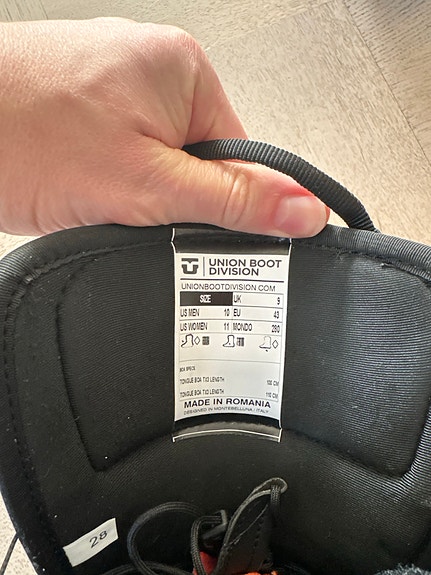 UNION BOOT
DIVISION
UNIONBOOTDIVISION.COM
SIZE UK 9
US MEN 10 EU 43
US WOMEN 11 MONDO 280
BOA SPECS
TONGUE BOA TX3 LENGTH 100 CM
TONGUE BOA TX3 LENGTH 110 CM
MADE IN ROMANIA
DESIGNED IN MONTEBELLUNA / ITALY
28